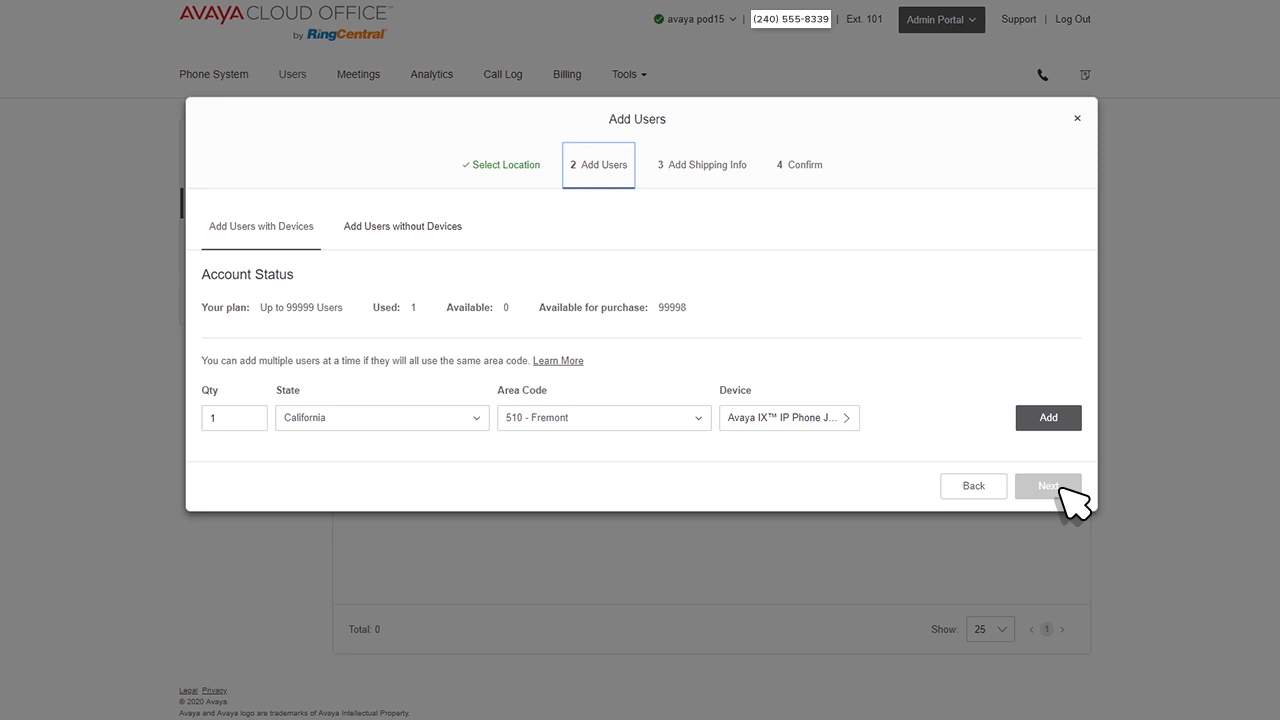 AVAYA CLOUD OFFICE™
by RingCentral®
avaya pod15 | (240) 555-8339 | Ext. 101 Admin Portal Support | Log Out
Phone System Users Meetings Analytics Call Log Billing Tools
Add Users ×
✓ Select Location 2 Add Users 3 Add Shipping Info 4 Confirm
Add Users with Devices Add Users without Devices
Account Status
Your plan: Up to 99999 Users Used: 1 Available: 0 Available for purchase: 99998
You can add multiple users at a time if they will all use the same area code. Learn More
Qty State Area Code Device
1 California 510 - Fremont Avaya IX™ IP Phone J... Add
Back Next
Total: 0 Show: 25 < 1 >
Legal Privacy
© 2020 Avaya.
Avaya and Avaya logo are trademarks of Avaya Intellectual Property.